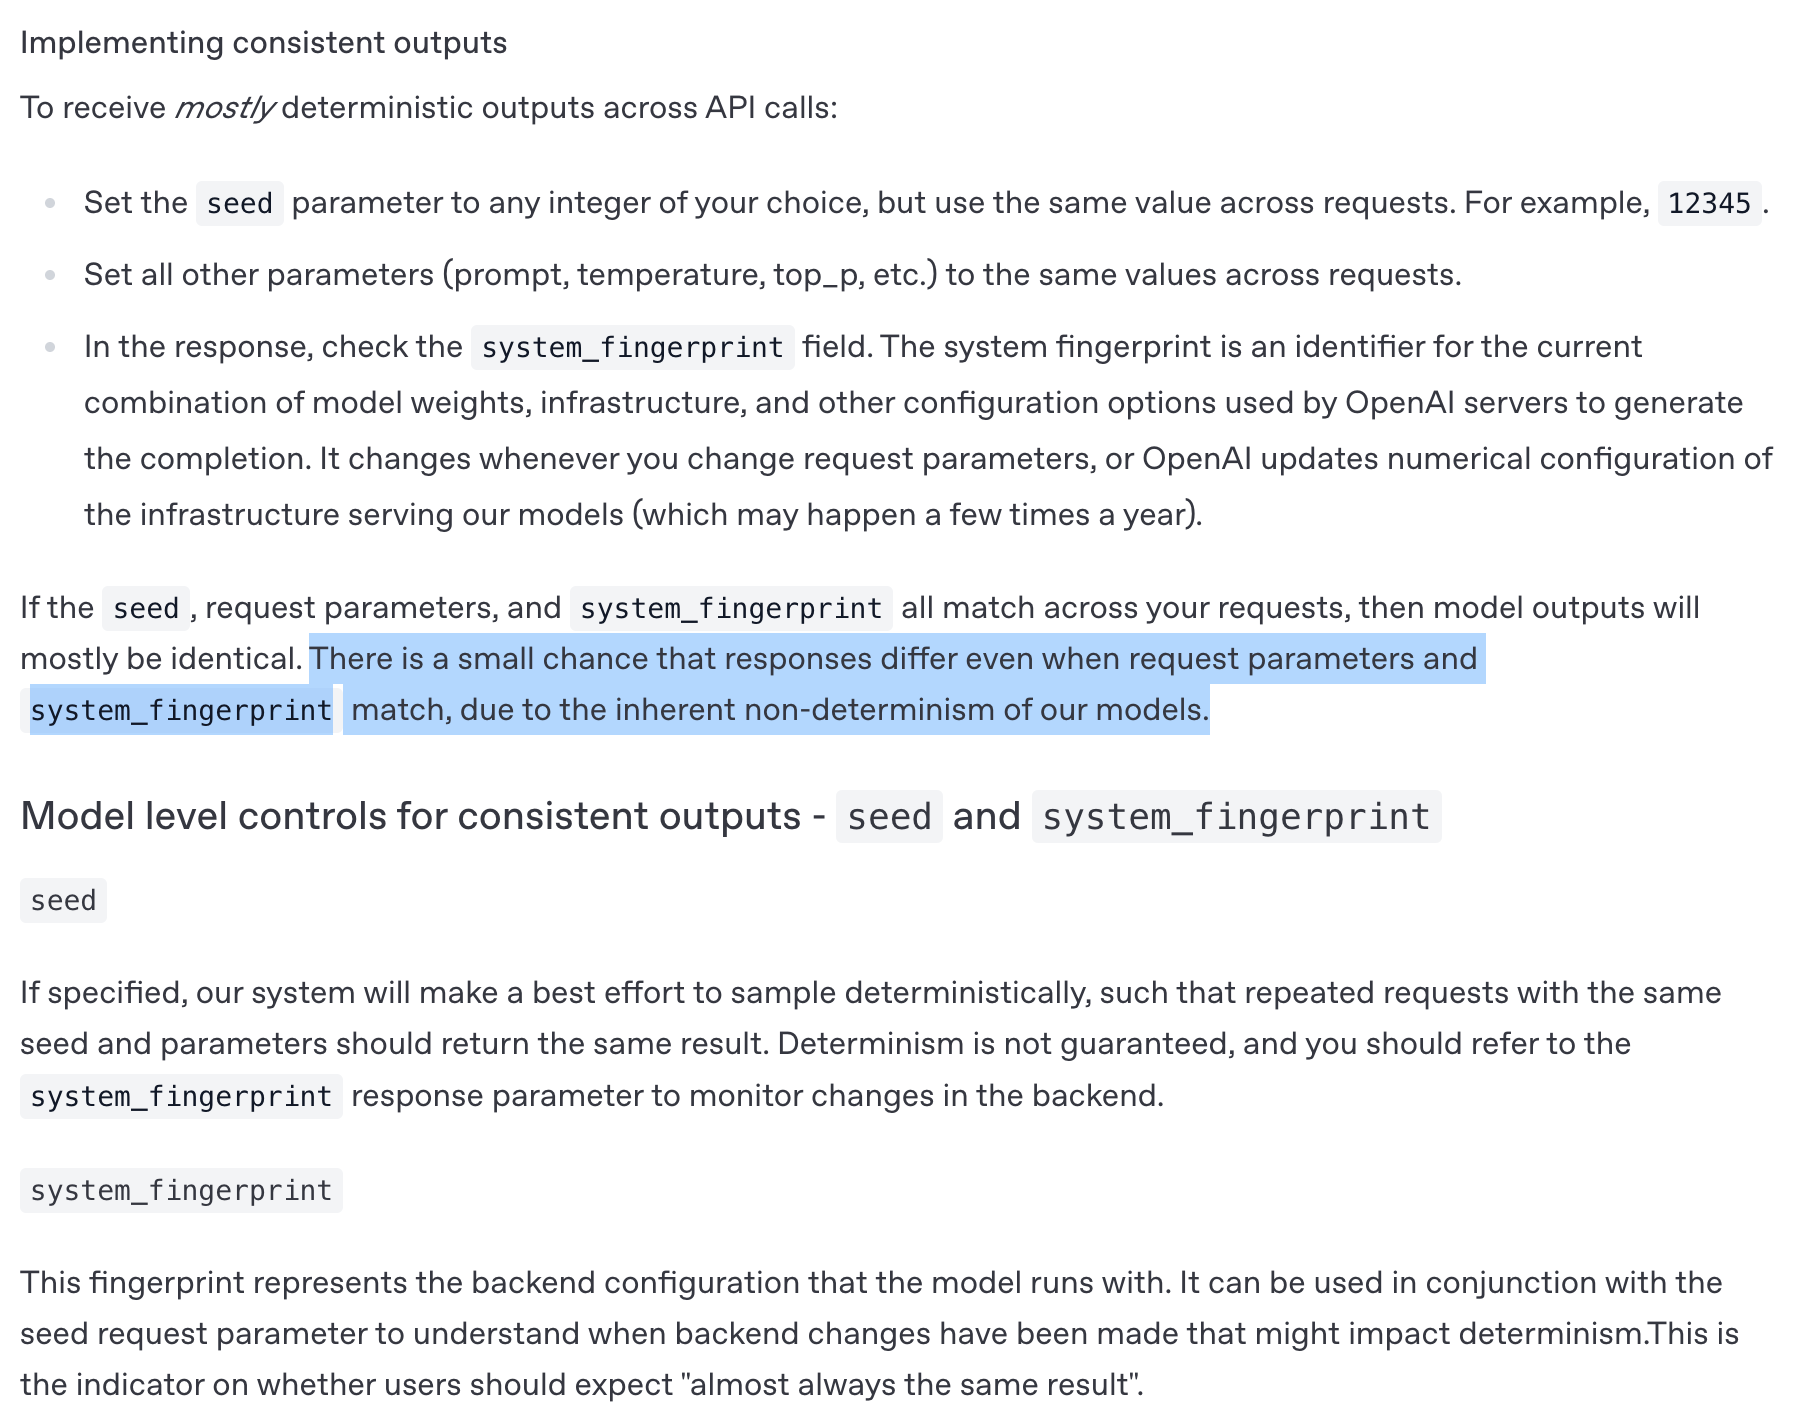 Implementing consistent outputs
To receive mostly deterministic outputs across API calls:
Set the seed parameter to any integer of your choice, but use the same value across requests. For example, 12345 .
Set all other parameters (prompt, temperature, top_p, etc.) to the same values across requests.
In the response, check the system_fingerprint field. The system fingerprint is an identifier for the current
combination of model weights, infrastructure, and other configuration options used by OpenAI servers to generate
the completion. It changes whenever you change request parameters, or OpenAI updates numerical configuration of
the infrastructure serving our models (which may happen a few times a year).
If the seed , request parameters, and system_fingerprint all match across your requests, then model outputs will
mostly be identical. There is a small chance that responses differ even when request parameters and
system_fingerprint match, due to the inherent non-determinism of our models.
Model level controls for consistent outputs - seed and system_fingerprint
seed
If specified, our system will make a best effort to sample deterministically, such that repeated requests with the same
seed and parameters should return the same result. Determinism is not guaranteed, and you should refer to the
system_fingerprint response parameter to monitor changes in the backend.
system_fingerprint
This fingerprint represents the backend configuration that the model runs with. It can be used in conjunction with the
seed request parameter to understand when backend changes have been made that might impact determinism.This is
the indicator on whether users should expect "almost always the same result".